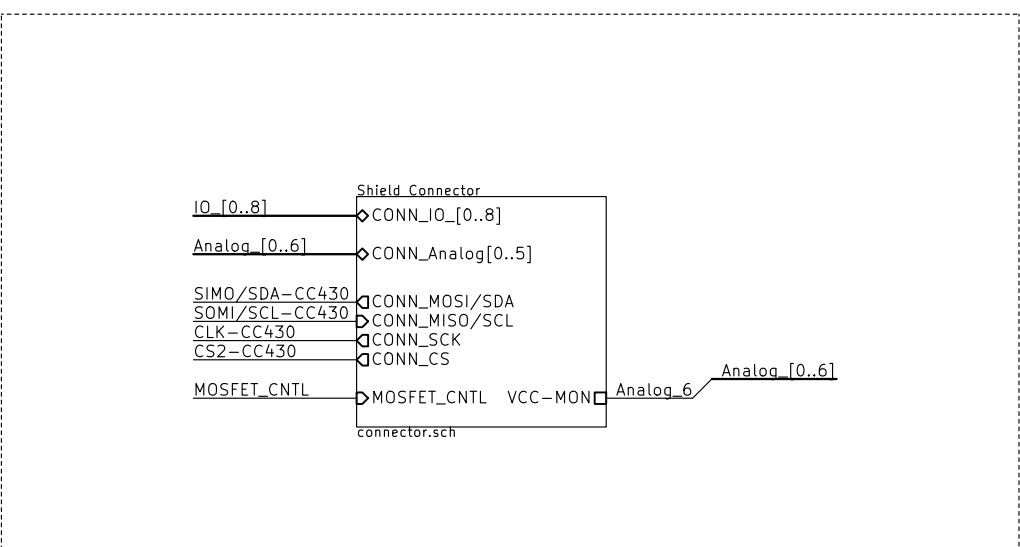 Shield Connector
IO_[0..8]
CONN_IO_[0..8]
Analog_[0..6]
CONN_Analog[0..5]
SIMO/SDA-CC430
CONN_MOSI/SDA
SOMI/SCL-CC430
CONN_MISO/SCL
CLK-CC430
CONN_SCK
CS2-CC430
CONN_CS
Analog_[0..6]
MOSFET_CNTL
MOSFET_CNTL
VCC-MON
Analog_6
connector.sch